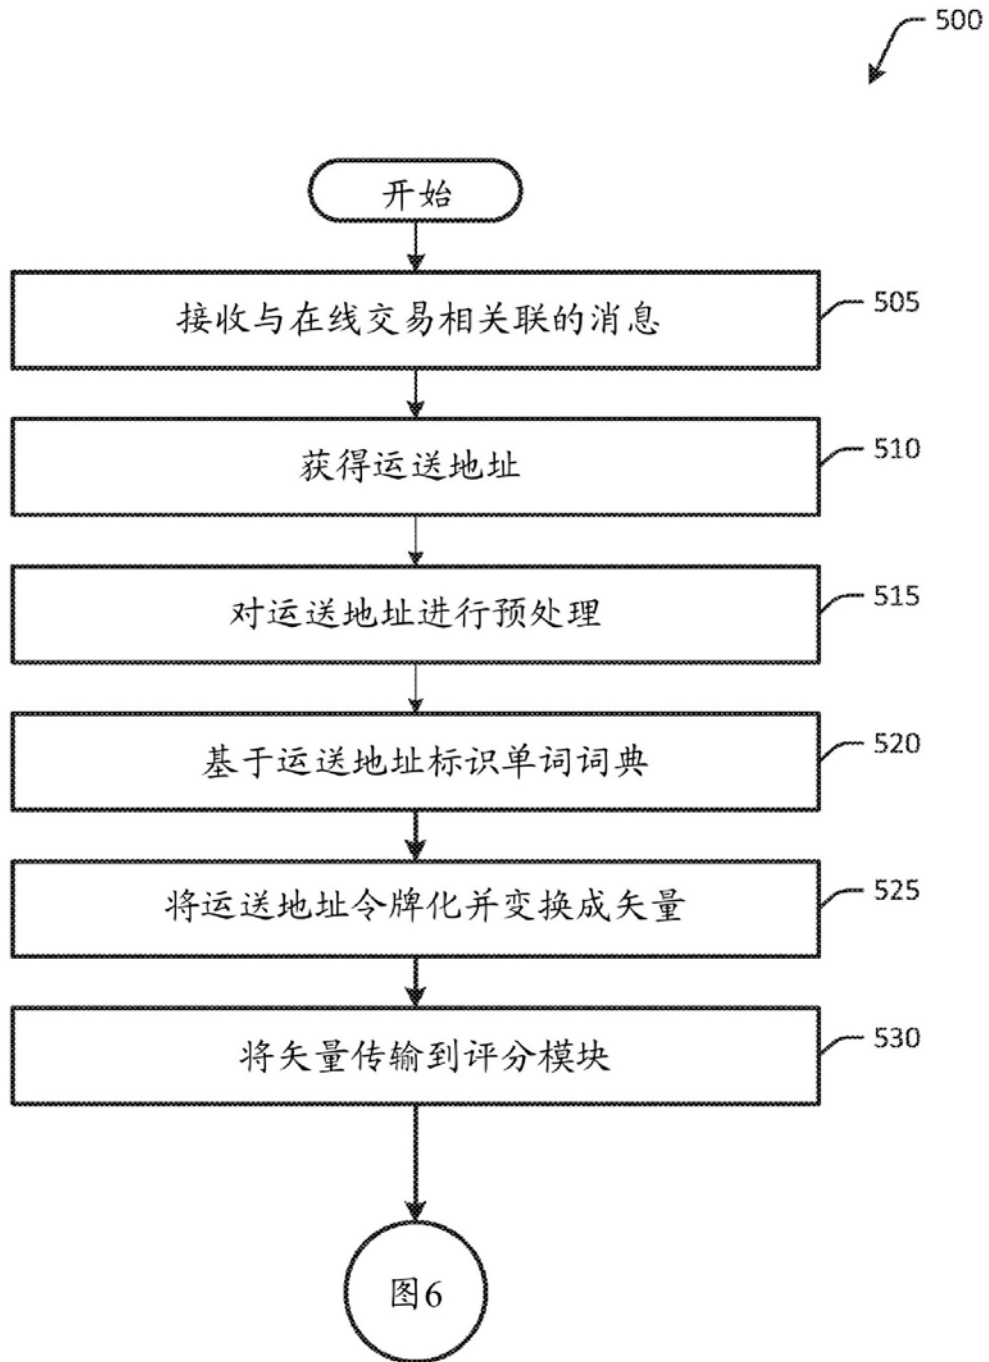 500
开始
接收与在线交易相关联的消息
505
获得运送地址
510
对运送地址进行预处理
515
基于运送地址标识单词词典
520
将运送地址令牌化并变换成矢量
525
将矢量传输到评分模块
530
图6